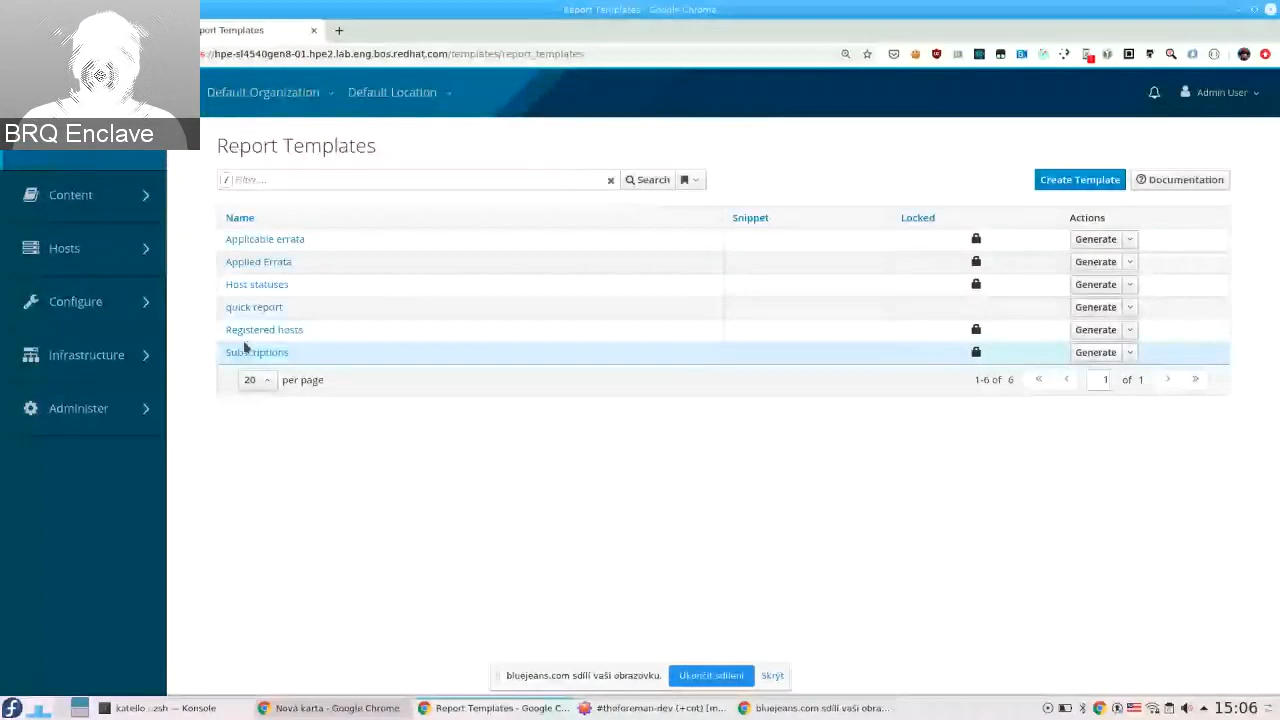 Report Templates - Google Chrome
port Templates
s://hpe-sl4540gen8-01.hpe2.lab.eng.bos.redhat.com/templates/report_templates
Default Organization
Default Location
Admin User
BRQ Enclave
Content
Hosts
Configure
Infrastructure
Administer
Report Templates
Filter...
Search
Create Template
Documentation
Name Snippet Locked Actions
Applicable errata Generate
Applied Errata Generate
Host statuses Generate
quick report Generate
Registered hosts Generate
Subscriptions Generate
20 per page 1-6 of 6 « ‹ 1 of 1 › »
bluejeans.com sdílí vaši obrazovku. Ukončit sdílení Skrýt
katello...:zsh — Konsole
Nová karta - Google Chrome
Report Templates - Google C...
#theforeman-dev (+cnt) [m...
bluejeans.com sdílí vaši obra...
15:06